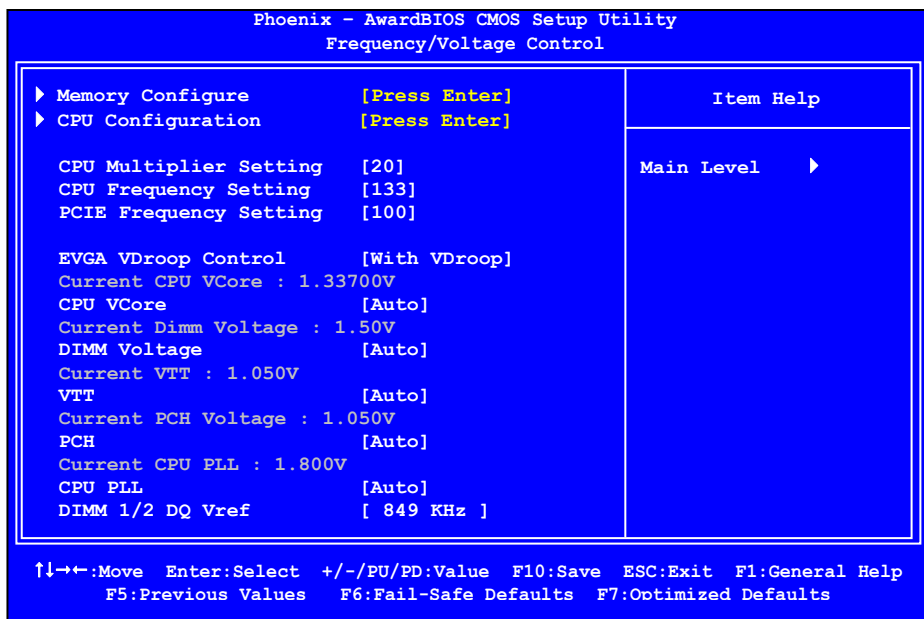 Phoenix – AwardBIOS CMOS Setup Utility
Frequency/Voltage Control
Memory Configure [Press Enter]
CPU Configuration [Press Enter]
Item Help
CPU Multiplier Setting [20]
CPU Frequency Setting [133]
PCIE Frequency Setting [100]
Main Level
EVGA VDroop Control [With VDroop]
Current CPU VCore : 1.33700V
CPU VCore [Auto]
Current Dimm Voltage : 1.50V
DIMM Voltage [Auto]
Current VTT : 1.050V
VTT [Auto]
Current PCH Voltage : 1.050V
PCH [Auto]
Current CPU PLL : 1.800V
CPU PLL [Auto]
DIMM 1/2 DQ Vref [ 849 KHz ]
↑↓→←:Move Enter:Select +/-/PU/PD:Value F10:Save ESC:Exit F1:General Help
F5:Previous Values F6:Fail-Safe Defaults F7:Optimized Defaults